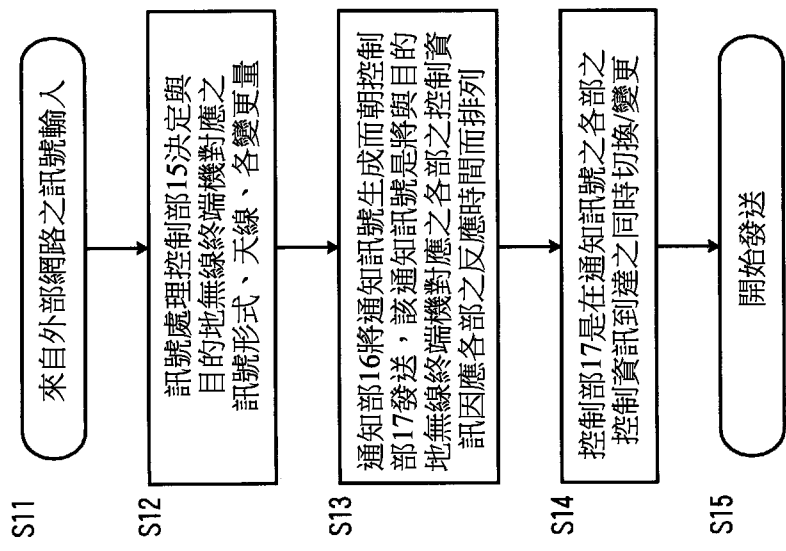 S11
來自外部網路之訊號輸入
S12
訊號處理控制部15決定與
目的地無線終端機對應之
訊號形式、天線、各變更量
S13
通知部16將通知訊號生成而朝控制
部17發送，該通知訊號是將與目的
地無線終端機對應之各部之控制資
訊因應各部之反應時間而排列
S14
控制部17是在通知訊號之各部之
控制資訊到達之同時切換/變更
S15
開始發送